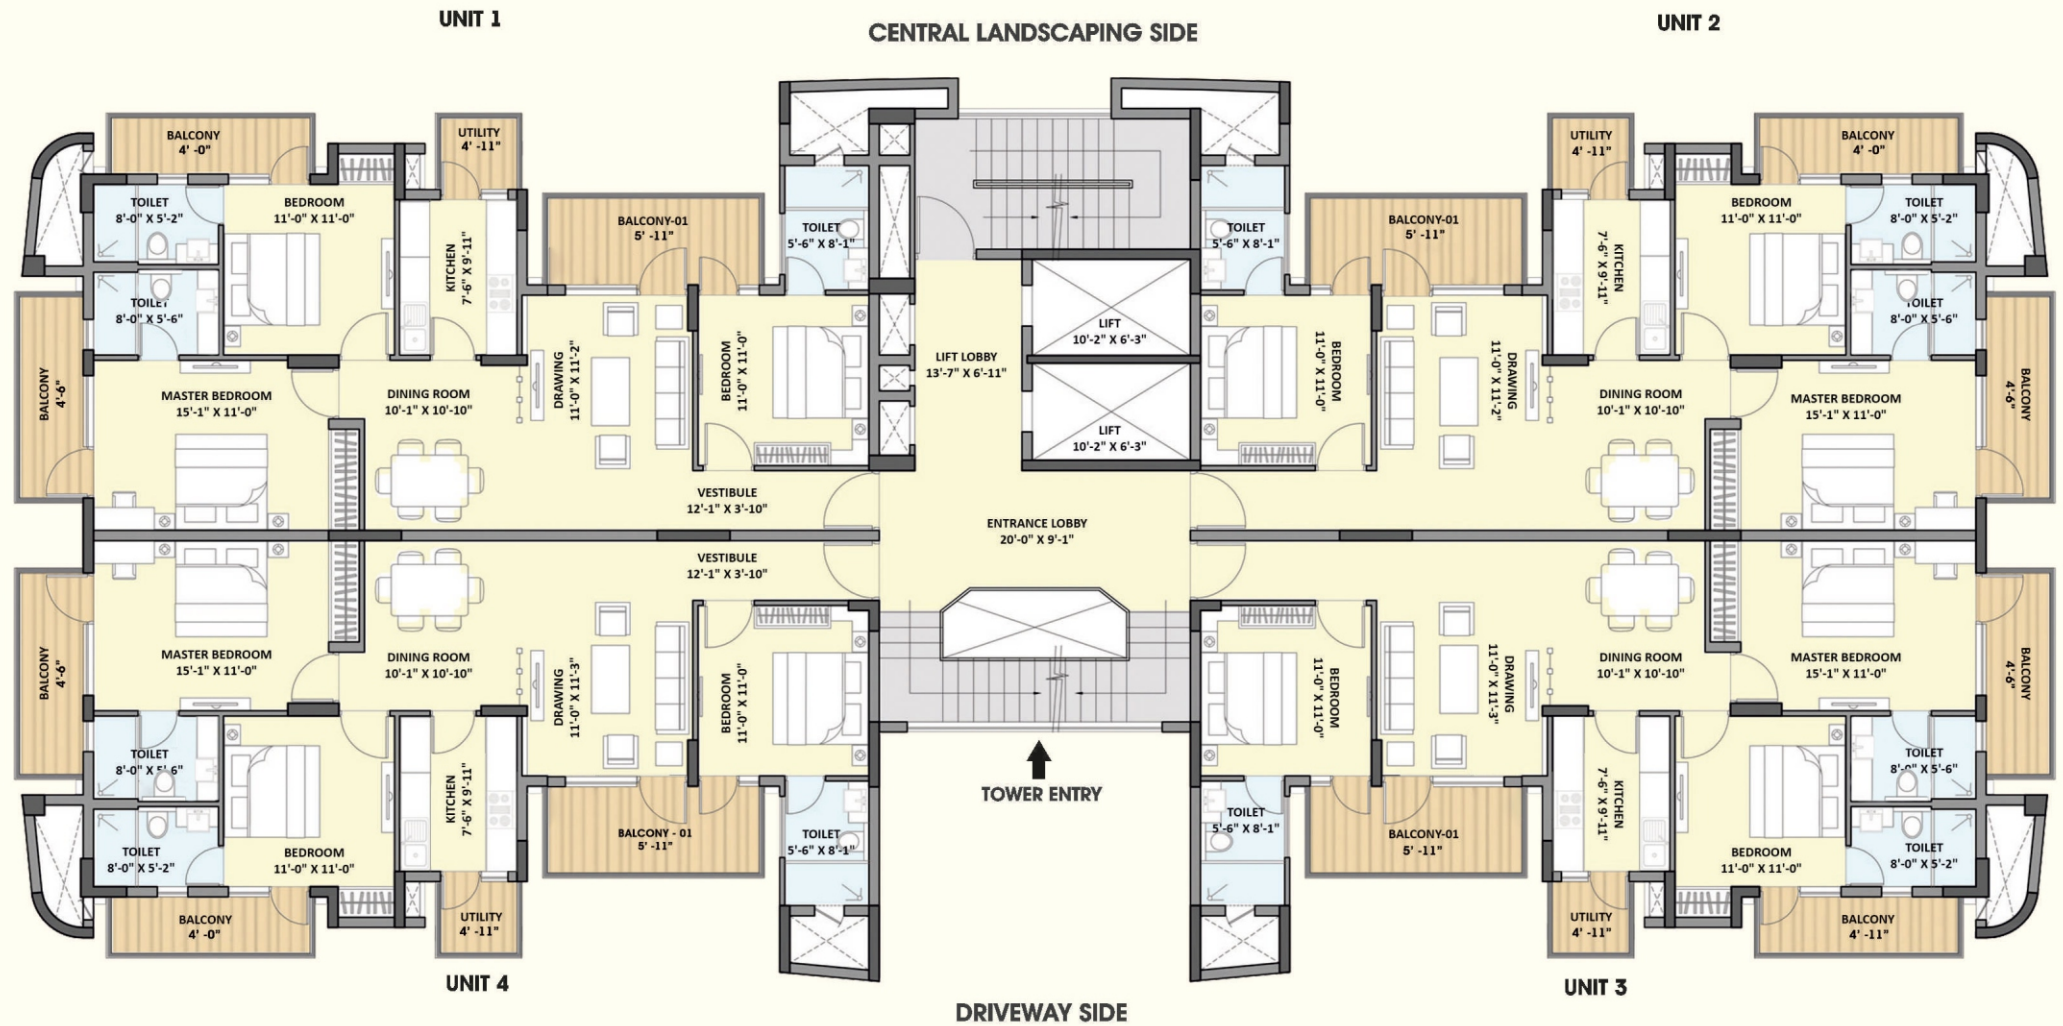 UNIT 1
CENTRAL LANDSCAPING SIDE
UNIT 2
BALCONY
4' -0"
UTILITY
4' -11"
TOILET
8'-0" X 5'-2"
BEDROOM
11'-0" X 11'-0"
KITCHEN
7'-6" X 9'-11"
TOILET
8'-0" X 5'-6"
BALCONY
4'-6"
MASTER BEDROOM
15'-1" X 11'-0"
DINING ROOM
10'-1" X 10'-10"
BALCONY-01
5' -11"
DRAWING
11'-0" X 11'-2"
BEDROOM
11'-0" X 11'-0"
TOILET
5'-6" X 8'-1"
VESTIBULE
12'-1" X 3'-10"
LIFT LOBBY
13'-7" X 6'-11"
LIFT
10'-2" X 6'-3"
LIFT
10'-2" X 6'-3"
ENTRANCE LOBBY
20'-0" X 9'-1"
TOILET
5'-6" X 8'-1"
BALCONY-01
5' -11"
BEDROOM
11'-0" X 11'-0"
DRAWING
11'-0" X 11'-2"
UTILITY
4' -11"
BALCONY
4' -0"
KITCHEN
7'-6" X 9'-11"
BEDROOM
11'-0" X 11'-0"
TOILET
8'-0" X 5'-2"
TOILET
8'-0" X 5'-6"
DINING ROOM
10'-1" X 10'-10"
MASTER BEDROOM
15'-1" X 11'-0"
BALCONY
4'-6"
VESTIBULE
12'-1" X 3'-10"
BALCONY
4'-6"
MASTER BEDROOM
15'-1" X 11'-0"
DINING ROOM
10'-1" X 10'-10"
DRAWING
11'-0" X 11'-3"
BEDROOM
11'-0" X 11'-0"
TOILET
8'-0" X 5'-6"
TOILET
8'-0" X 5'-2"
BEDROOM
11'-0" X 11'-0"
KITCHEN
7'-6" X 9'-11"
BALCONY - 01
5' -11"
TOILET
5'-6" X 8'-1"
BALCONY
4' -0"
UTILITY
4' -11"
TOWER ENTRY
BEDROOM
11'-0" X 11'-0"
DRAWING
11'-0" X 11'-3"
DINING ROOM
10'-1" X 10'-10"
MASTER BEDROOM
15'-1" X 11'-0"
BALCONY
4'-6"
TOILET
5'-6" X 8'-1"
BALCONY-01
5' -11"
KITCHEN
7'-6" X 9'-11"
BEDROOM
11'-0" X 11'-0"
TOILET
8'-0" X 5'-6"
TOILET
8'-0" X 5'-2"
UTILITY
4' -11"
BALCONY
4' -11"
UNIT 4
UNIT 3
DRIVEWAY SIDE